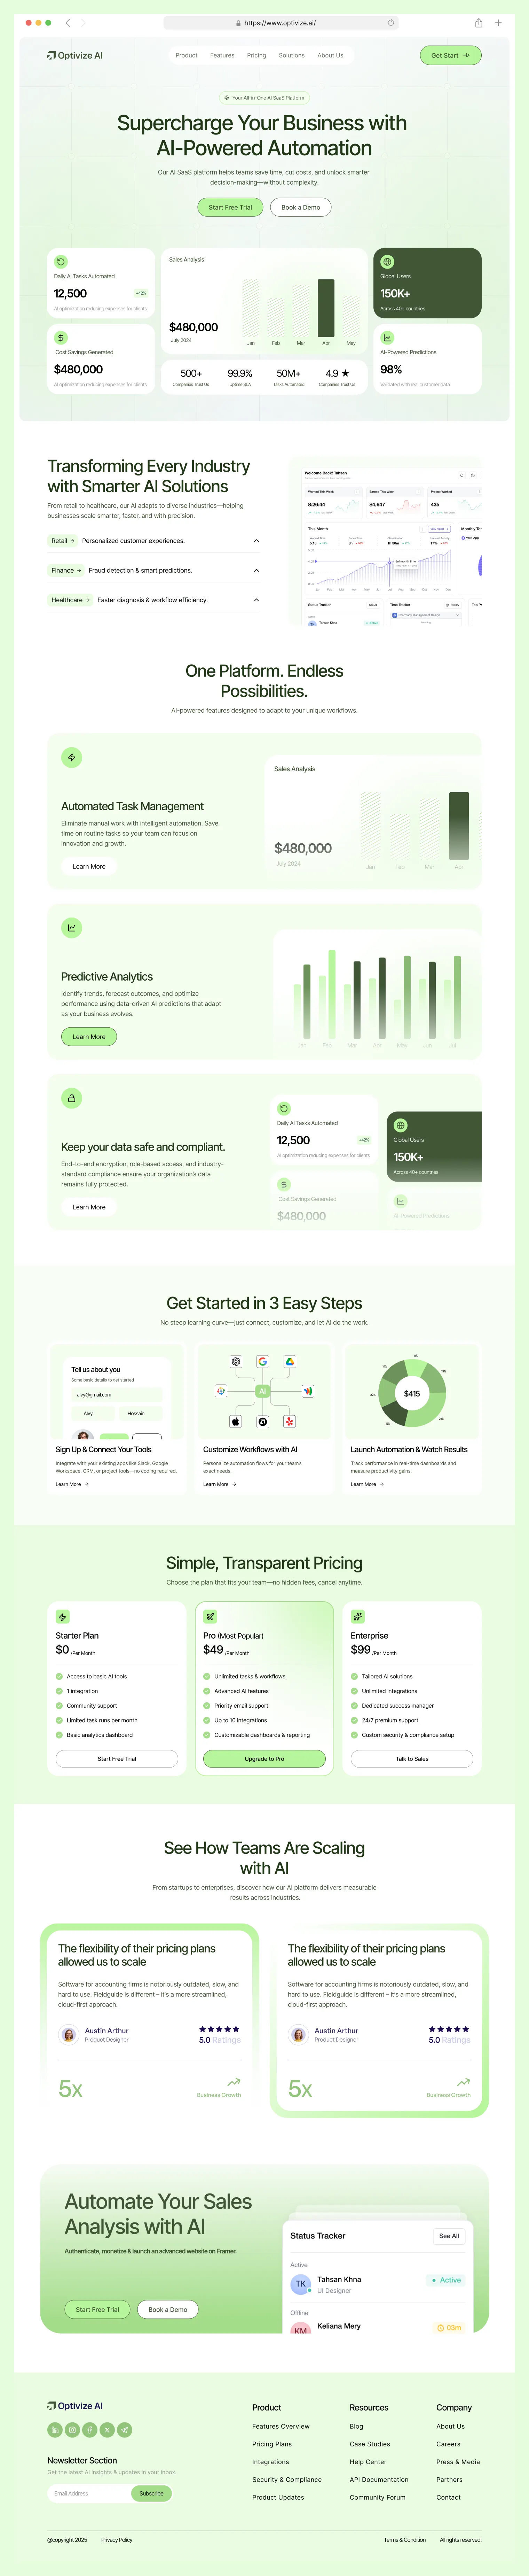 https://www.optivize.ai/
Optivize AI
Product Features Pricing Solutions About Us
Get Start
Your All-in-One AI SaaS Platform
Supercharge Your Business with
AI-Powered Automation
Our AI SaaS platform helps teams save time, cut costs, and unlock smarter
decision-making—without complexity.
Start Free Trial
Book a Demo
Daily AI Tasks Automated
12,500
+42%
AI optimization reducing expenses for clients
Cost Savings Generated
$480,000
AI optimization reducing expenses for clients
Sales Analysis
$480,000
July 2024
Jan Feb Mar Apr May
500+
Companies Trust Us
99.9%
Uptime SLA
50M+
Tasks Automated
4.9 ★
Companies Trust Us
Global Users
150K+
Across 40+ countries
AI-Powered Predictions
98%
Validated with real customer data
Transforming Every Industry
with Smarter AI Solutions
From retail to healthcare, our AI adapts to diverse industries—helping
businesses scale smarter, faster, and with precision.
Retail → Personalized customer experiences.
Finance → Fraud detection & smart predictions.
Healthcare → Faster diagnosis & workflow efficiency.
Welcome Back! Tahsan
Worked This Week
8:26:44
Earned This Week
$4,647
Project Worked
435
This Month
Monthly Tot
Web App
Status Tracker
See All
Time Tracker
Tahsan Khna
Active
Pharmacy Management Design
Top Pr
One Platform. Endless
Possibilities.
AI-powered features designed to adapt to your unique workflows.
Automated Task Management
Eliminate manual work with intelligent automation. Save
time on routine tasks so your team can focus on
innovation and growth.
Learn More
Sales Analysis
$480,000
July 2024
Jan Feb Mar Apr
Predictive Analytics
Identify trends, forecast outcomes, and optimize
performance using data-driven AI predictions that adapt
as your business evolves.
Learn More
Jan Feb Mar Apr May Jun Jul
Keep your data safe and compliant.
End-to-end encryption, role-based access, and industry-
standard compliance ensure your organization's data
remains fully protected.
Learn More
Daily AI Tasks Automated
12,500
+42%
AI optimization reducing expenses for clients
Cost Savings Generated
$480,000
Global Users
150K+
Across 40+ countries
AI-Powered Predictions
Get Started in 3 Easy Steps
No steep learning curve—just connect, customize, and let AI do the work.
Tell us about you
Some basic details to get started
alvy@gmail.com
Alvy
Hossain
Sign Up & Connect Your Tools
Integrate with your existing apps like Slack, Google
Workspace, CRM, or project tools—no coding required.
Learn More →
AI
Customize Workflows with AI
Personalize automation flows for your team's
exact needs.
Learn More →
$415
Launch Automation & Watch Results
Track performance in real-time dashboards and
measure productivity gains.
Learn More →
Simple, Transparent Pricing
Choose the plan that fits your team—no hidden fees, cancel anytime.
Starter Plan
$0 /Per Month
Access to basic AI tools
1 integration
Community support
Limited task runs per month
Basic analytics dashboard
Start Free Trial
Pro (Most Popular)
$49 /Per Month
Unlimited tasks & workflows
Advanced AI features
Priority email support
Up to 10 integrations
Customizable dashboards & reporting
Upgrade to Pro
Enterprise
$99 /Per Month
Tailored AI solutions
Unlimited integrations
Dedicated success manager
24/7 premium support
Custom security & compliance setup
Talk to Sales
See How Teams Are Scaling
with AI
From startups to enterprises, discover how our AI platform delivers measurable
results across industries.
The flexibility of their pricing plans
allowed us to scale
Software for accounting firms is notoriously outdated, slow, and
hard to use. Fieldguide is different – it's a more streamlined,
cloud-first approach.
Austin Arthur
Product Designer
5.0 Ratings
5x
Business Growth
The flexibility of their pricing plans
allowed us to scale
Software for accounting firms is notoriously outdated, slow, and
hard to use. Fieldguide is different – it's a more streamlined,
cloud-first approach.
Austin Arthur
Product Designer
5.0 Ratings
5x
Business Growth
Automate Your Sales
Analysis with AI
Authenticate, monetize & launch an advanced website on Framer.
Start Free Trial
Book a Demo
Status Tracker
See All
Active
TK
Tahsan Khna
UI Designer
Active
Offline
KM
Keliana Mery
03m
Optivize AI
Newsletter Section
Get the latest AI insights & updates in your inbox.
Email Address
Subscribe
Product
Features Overview
Pricing Plans
Integrations
Security & Compliance
Product Updates
Resources
Blog
Case Studies
Help Center
API Documentation
Community Forum
Company
About Us
Careers
Press & Media
Partners
Contact
@copyright 2025
Privacy Policy
Terms & Condition
All rights reserved.